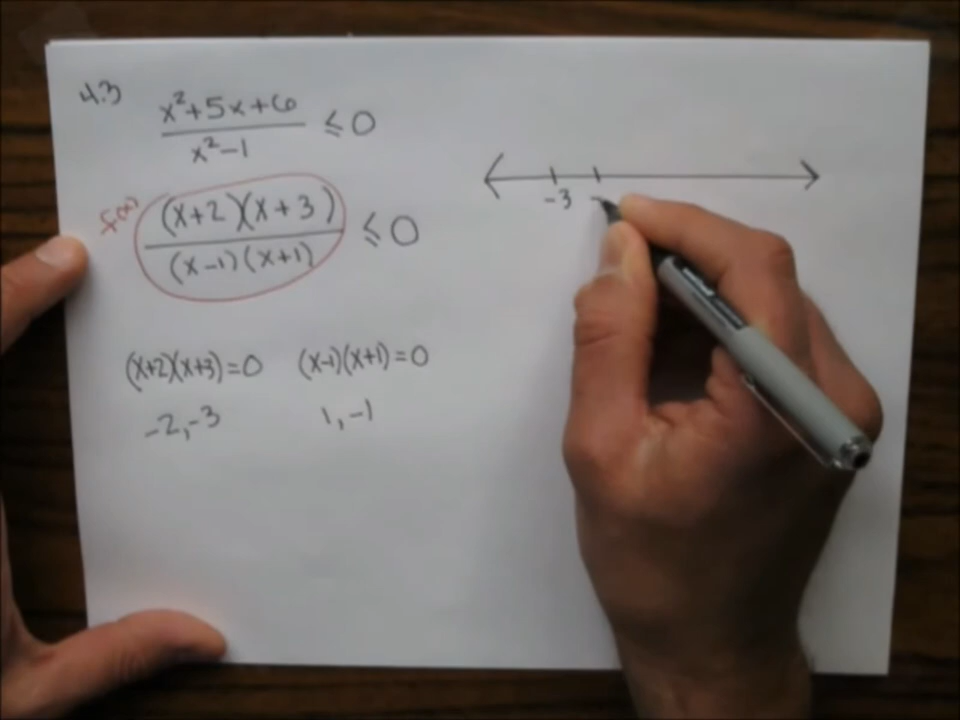 4.3
x²+5x+6
x²-1
≤ 0
f(x)
(x+2)(x+3)
(x-1)(x+1)
≤ 0
(x+2)(x+3)=0
(x-1)(x+1)=0
-2,-3
1,-1
-3
-